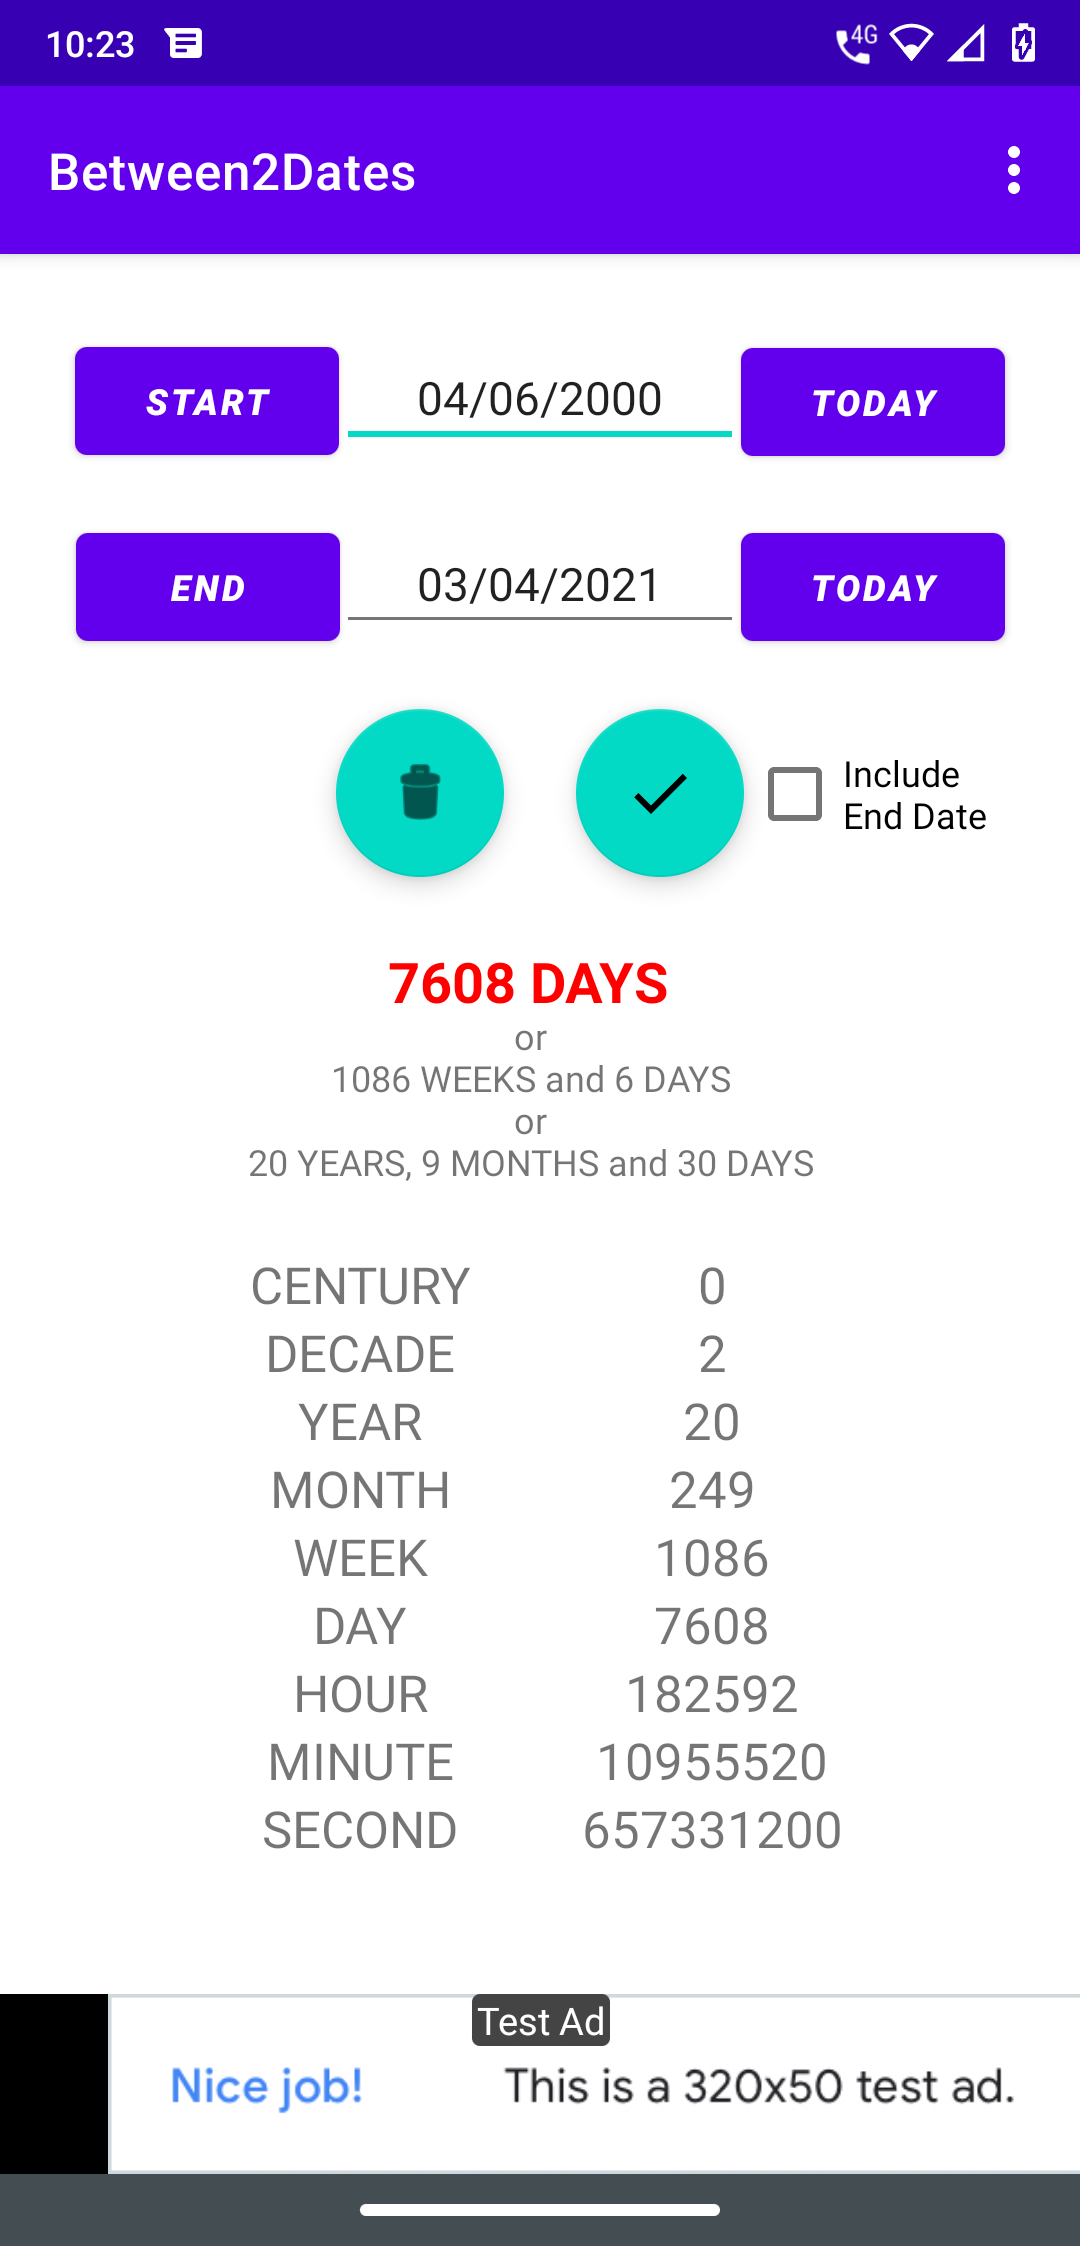 10:23
4G
Between2Dates
START 04/06/2000 TODAY
END 03/04/2021 TODAY
Include
End Date
7608 DAYS
or
1086 WEEKS and 6 DAYS
or
20 YEARS, 9 MONTHS and 30 DAYS
CENTURY 0
DECADE 2
YEAR 20
MONTH 249
WEEK 1086
DAY 7608
HOUR 182592
MINUTE 10955520
SECOND 657331200
Test Ad
Nice job! This is a 320x50 test ad.